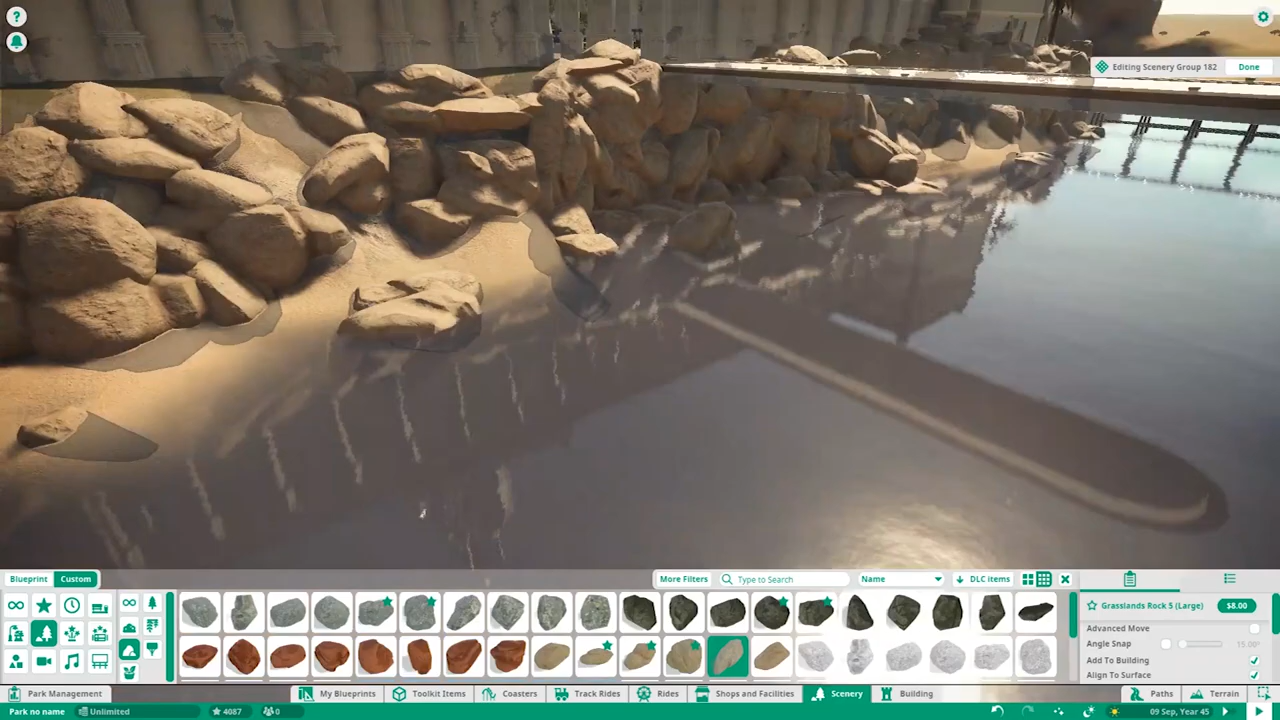 ?
Editing Scenery Group 182 Done
Blueprint Custom
More Filters Type to Search Name DLC items
Grasslands Rock 5 (Large) $8.00
Advanced Move
Angle Snap 15.00°
Add To Building
Align To Surface
Park Management My Blueprints Toolkit Items Coasters Track Rides Rides Shops and Facilities Scenery Building Paths Terrain
Park no name Unlimited 4087 0 09 Sep, Year 45